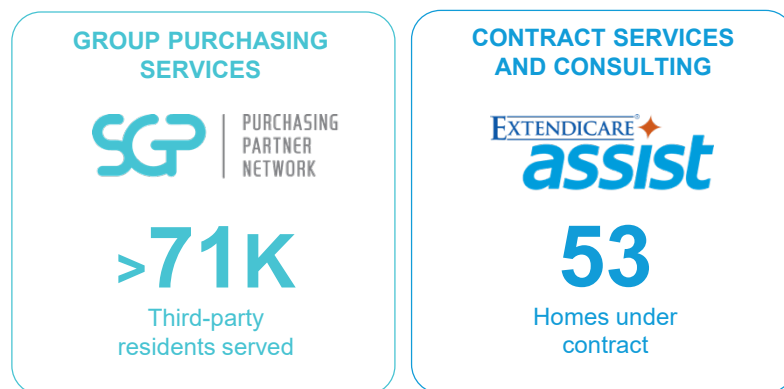 GROUP PURCHASING
SERVICES
SGP
PURCHASING
PARTNER
NETWORK
>71K
Third-party
residents served
CONTRACT SERVICES
AND CONSULTING
EXTENDICARE®
assist
53
Homes under
contract